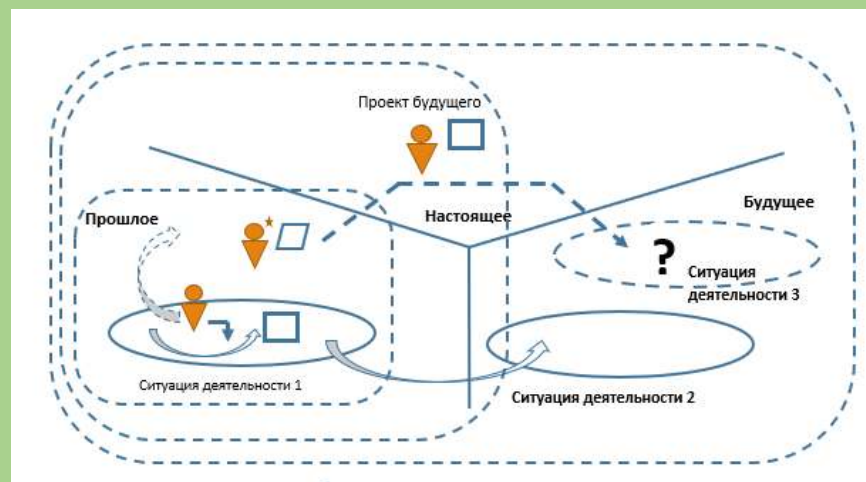 Проект будущего
Прошлое
Настоящее
Будущее
?
Ситуация
деятельности 3
Ситуация деятельности 1
Ситуация деятельности 2